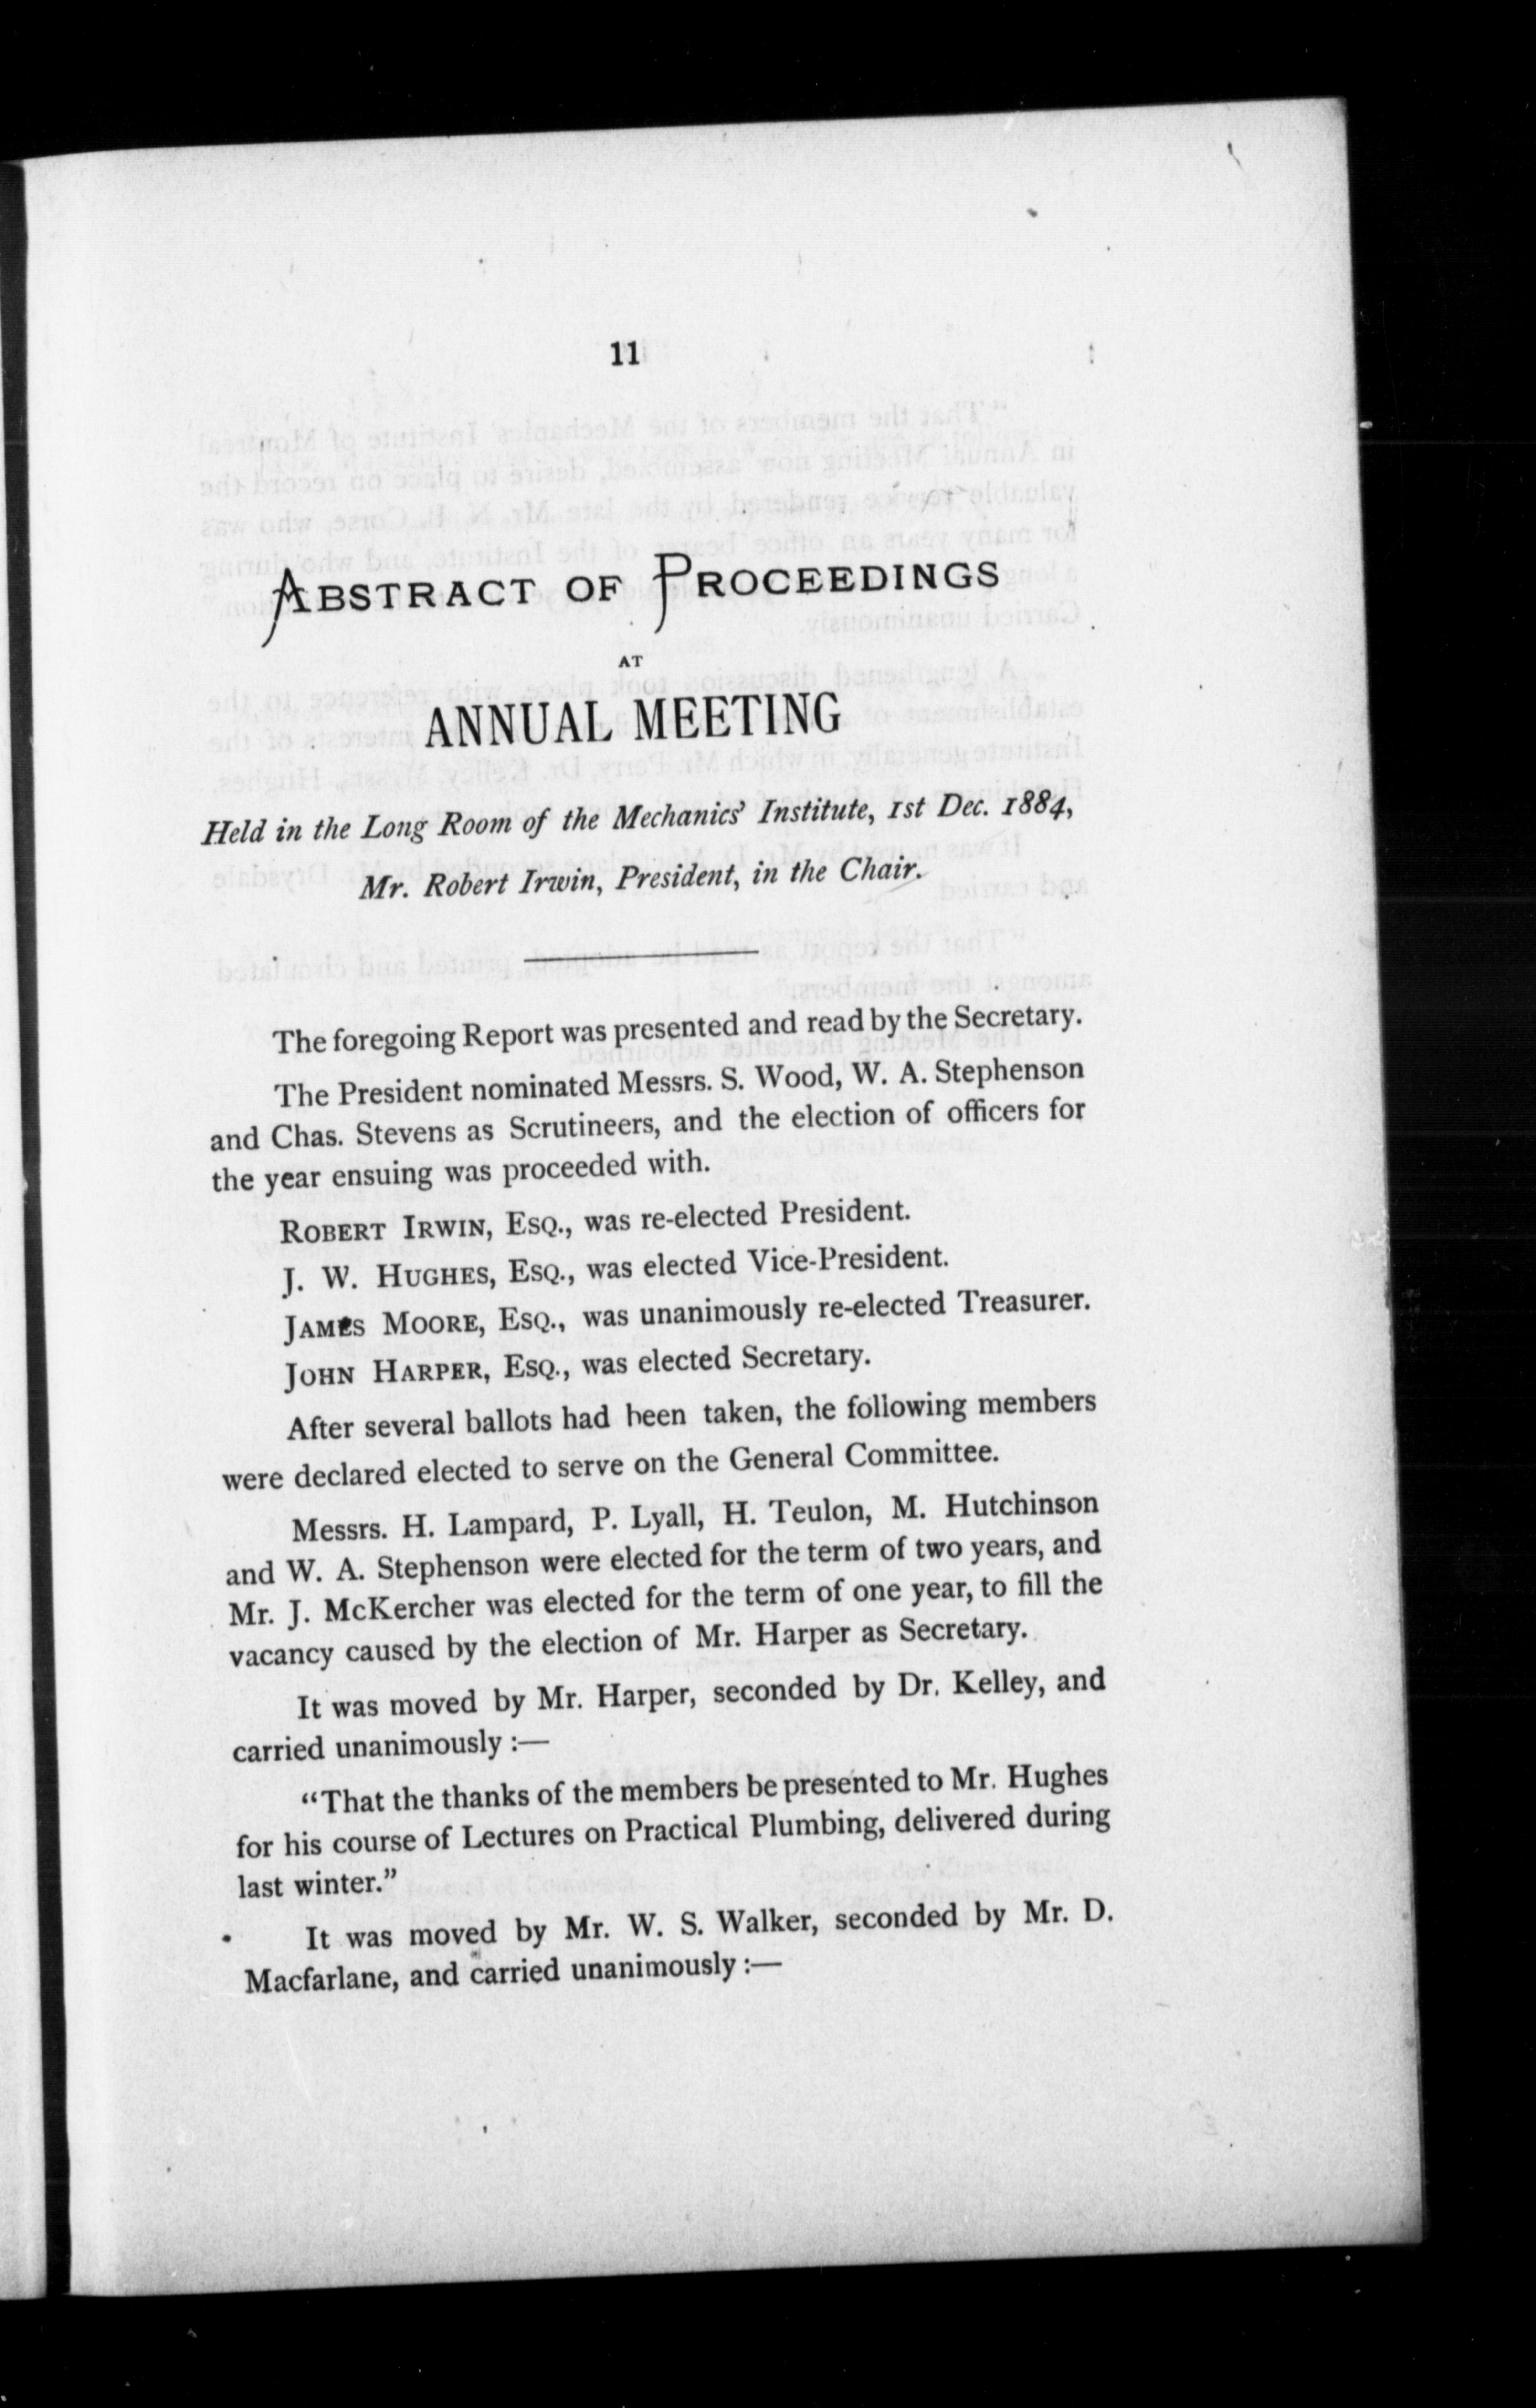 11
ABSTRACT OF PROCEEDINGS
AT
ANNUAL MEETING
Held in the Long Room of the Mechanics' Institute, 1st Dec. 1884,
Mr. Robert Irwin, President, in the Chair.
The foregoing Report was presented and read by the Secretary.
The President nominated Messrs. S. Wood, W. A. Stephenson
and Chas. Stevens as Scrutineers, and the election of officers for
the year ensuing was proceeded with.
ROBERT IRWIN, ESQ., was re-elected President.
J. W. HUGHES, ESQ., was elected Vice-President.
JAMES MOORE, ESQ., was unanimously re-elected Treasurer.
JOHN HARPER, ESQ., was elected Secretary.
After several ballots had been taken, the following members
were declared elected to serve on the General Committee.
Messrs. H. Lampard, P. Lyall, H. Teulon, M. Hutchinson
and W. A. Stephenson were elected for the term of two years, and
Mr. J. McKercher was elected for the term of one year, to fill the
vacancy caused by the election of Mr. Harper as Secretary.
It was moved by Mr. Harper, seconded by Dr. Kelley, and
carried unanimously :—
"That the thanks of the members be presented to Mr. Hughes
for his course of Lectures on Practical Plumbing, delivered during
last winter."
It was moved by Mr. W. S. Walker, seconded by Mr. D.
Macfarlane, and carried unanimously :—